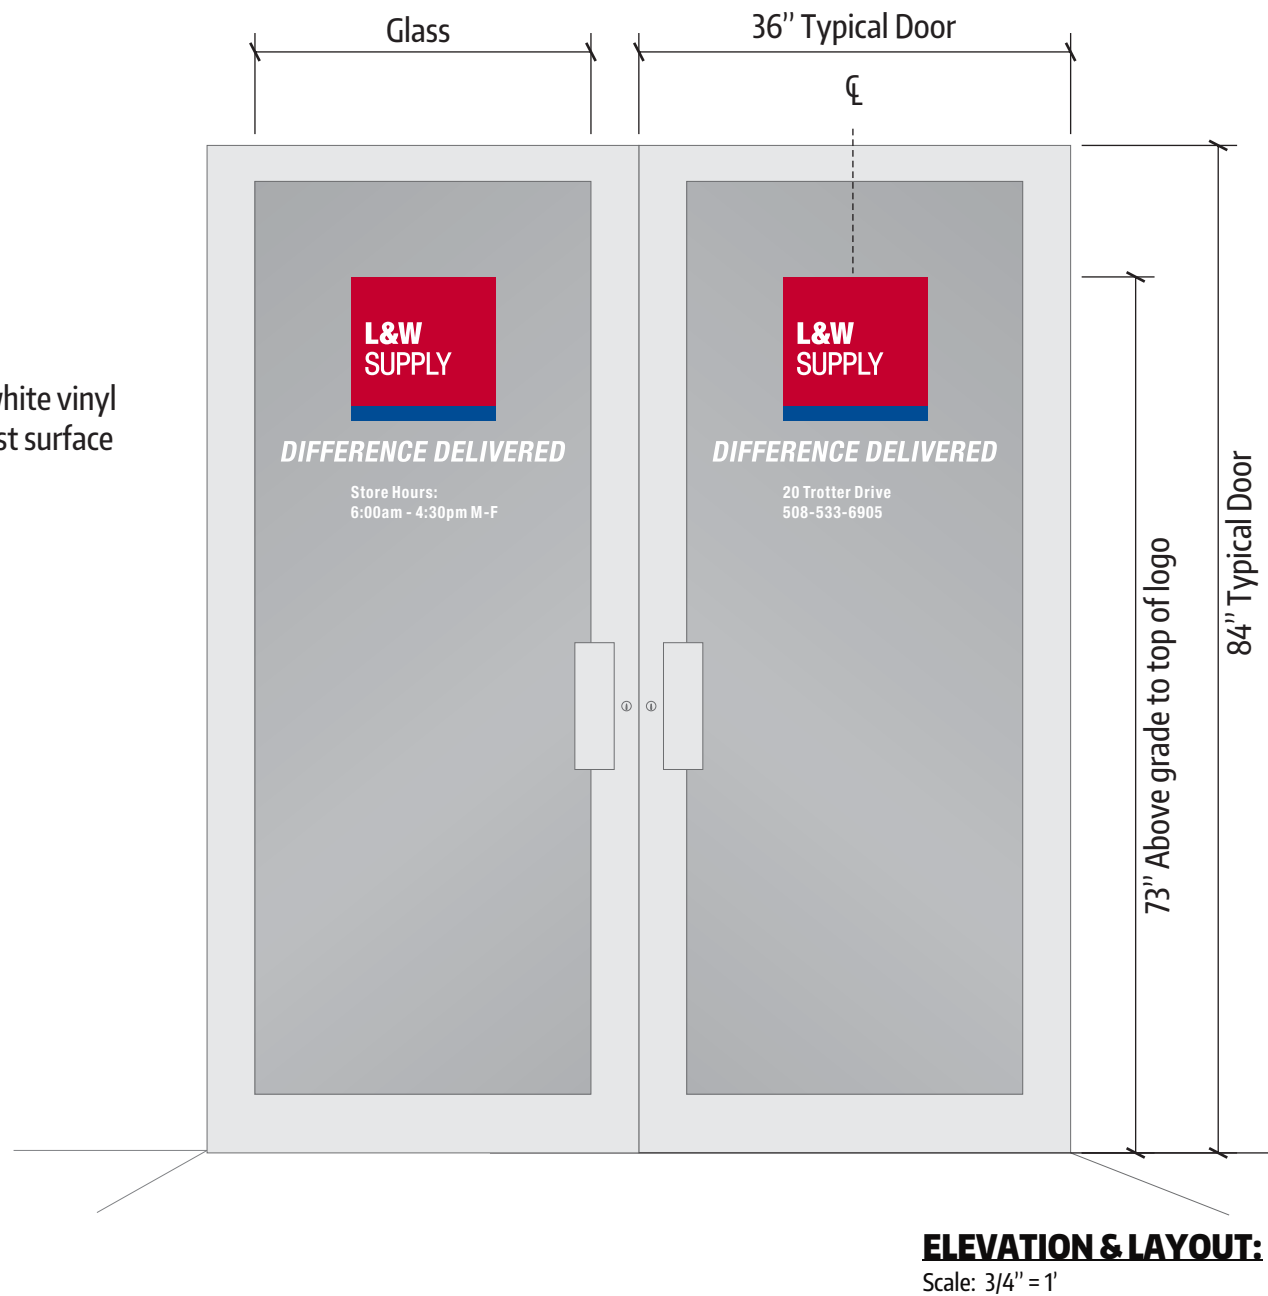 Glass
36” Typical Door
℄
L&W
SUPPLY
DIFFERENCE DELIVERED
Store Hours:
6:00am - 4:30pm M-F
L&W
SUPPLY
DIFFERENCE DELIVERED
20 Trotter Drive
508-533-6905
vinyl
surface
73” Above grade to top of logo
84” Typical Door
ELEVATION & LAYOUT:
Scale: 3/4” = 1’